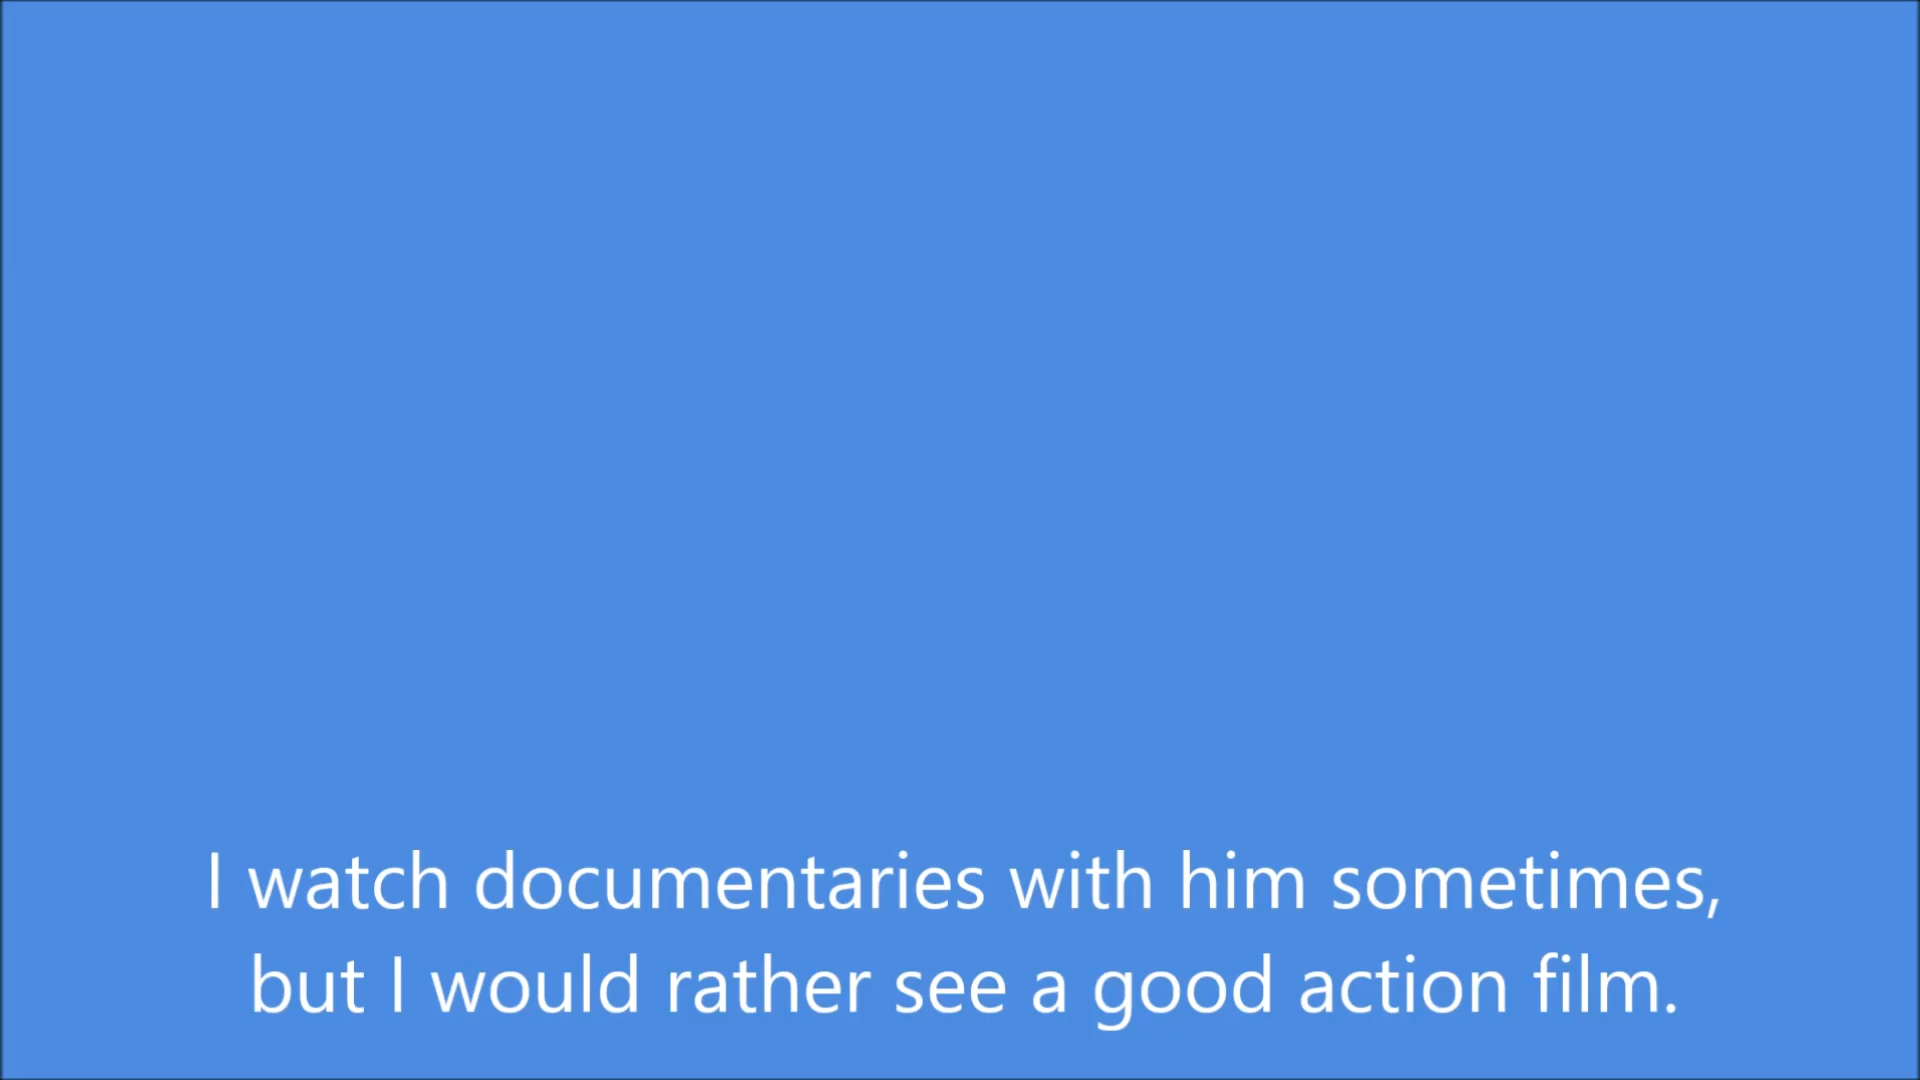 I watch documentaries with him sometimes,
but I would rather see a good action film.